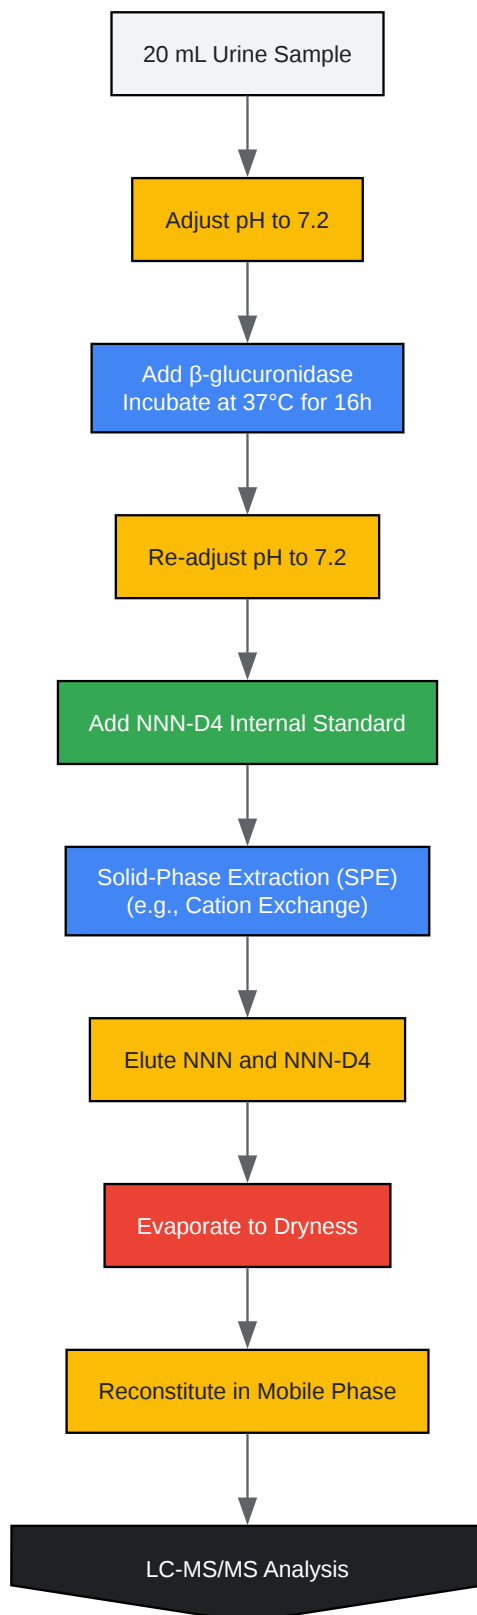 20 mL Urine Sample
Adjust pH to 7.2
Add β-glucuronidase
Incubate at 37°C for 16h
Re-adjust pH to 7.2
Add NNN-D4 Internal Standard
Solid-Phase Extraction (SPE)
(e.g., Cation Exchange)
Elute NNN and NNN-D4
Evaporate to Dryness
Reconstitute in Mobile Phase
LC-MS/MS Analysis